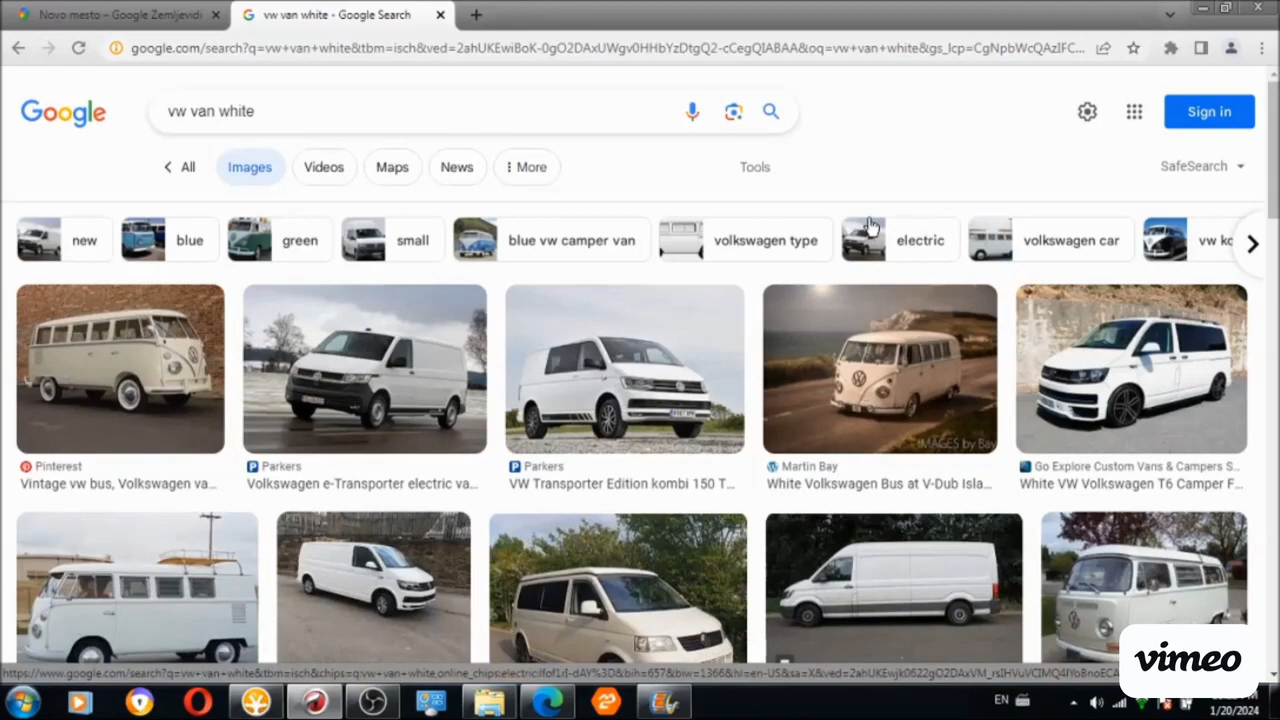 Novo mesto – Google Zemljevidi
vw van white - Google Search
google.com/search?q=vw+van+white&tbm=isch&ved=2ahUKEwiBoK-0gO2DAxUWgv0HHbYzDtgQ2-cCegQIABAA&oq=vw+van+white&gs_lcp=CgNpbWcQAzIFC...
Google
vw van white
Sign in
All
Images
Videos
Maps
News
More
Tools
SafeSearch
new
blue
green
small
blue vw camper van
volkswagen type
electric
volkswagen car
IMAGES by Bay
Pinterest
Vintage vw bus, Volkswagen va...
Parkers
Volkswagen e-Transporter electric va...
Parkers
VW Transporter Edition kombi 150 T...
Martin Bay
White Volkswagen Bus at V-Dub Isla...
Go Explore Custom Vans & Campers S...
White VW Volkswagen T6 Camper F...
vimeo
EN
1/20/2024